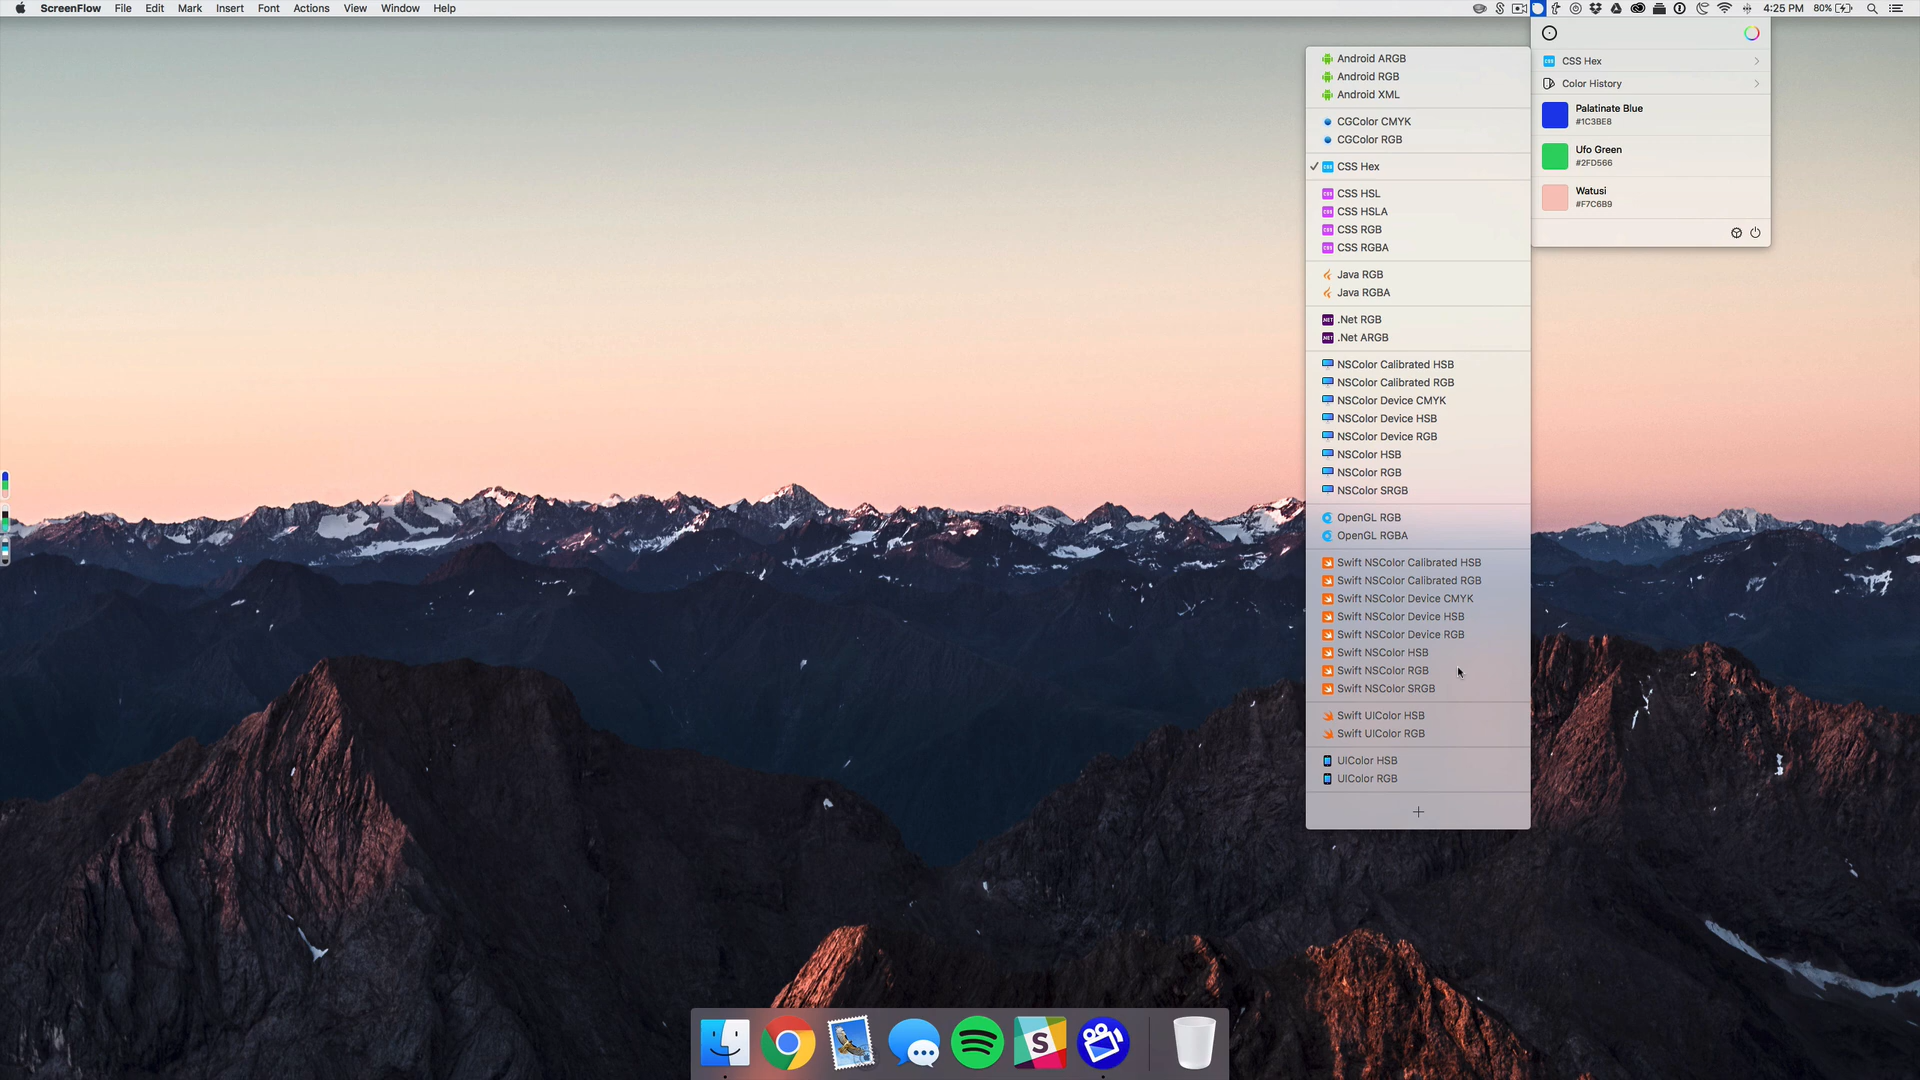 ScreenFlow File Edit Mark Insert Font Actions View Window Help
4:25 PM 80%
Android ARGB
Android RGB
Android XML
CGColor CMYK
CGColor RGB
CSS Hex
CSS HSL
CSS HSLA
CSS RGB
CSS RGBA
Java RGB
Java RGBA
.Net RGB
.Net ARGB
NSColor Calibrated HSB
NSColor Calibrated RGB
NSColor Device CMYK
NSColor Device HSB
NSColor Device RGB
NSColor HSB
NSColor RGB
NSColor SRGB
OpenGL RGB
OpenGL RGBA
Swift NSColor Calibrated HSB
Swift NSColor Calibrated RGB
Swift NSColor Device CMYK
Swift NSColor Device HSB
Swift NSColor Device RGB
Swift NSColor HSB
Swift NSColor RGB
Swift NSColor SRGB
Swift UIColor HSB
Swift UIColor RGB
UIColor HSB
UIColor RGB
CSS Hex
Color History
Palatinate Blue
#1C3BE8
Ufo Green
#2FD566
Watusi
#F7C6B9